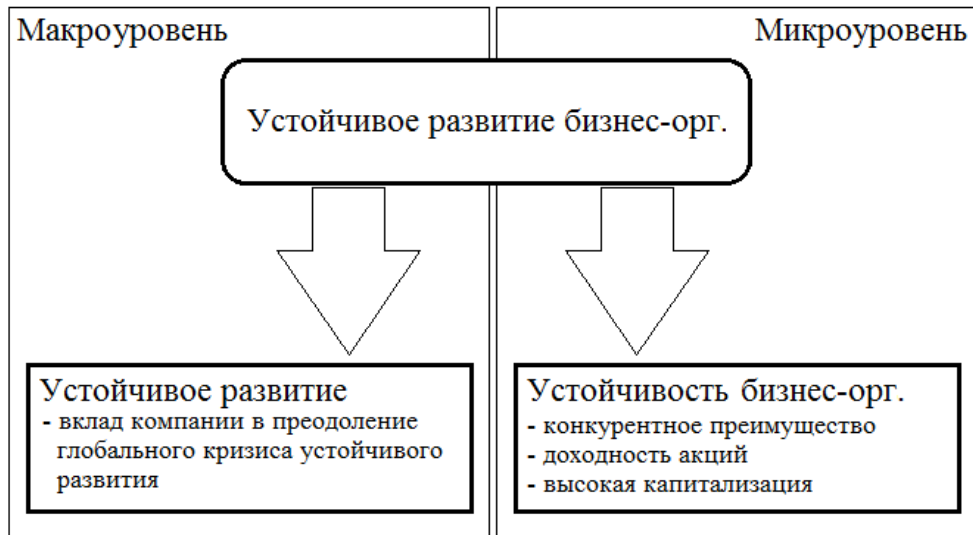 Макроуровень
Микроуровень
Устойчивое развитие бизнес-орг.
Устойчивое развитие
- вклад компании в преодоление
глобального кризиса устойчивого
развития
Устойчивость бизнес-орг.
- конкурентное преимущество
- доходность акций
- высокая капитализация